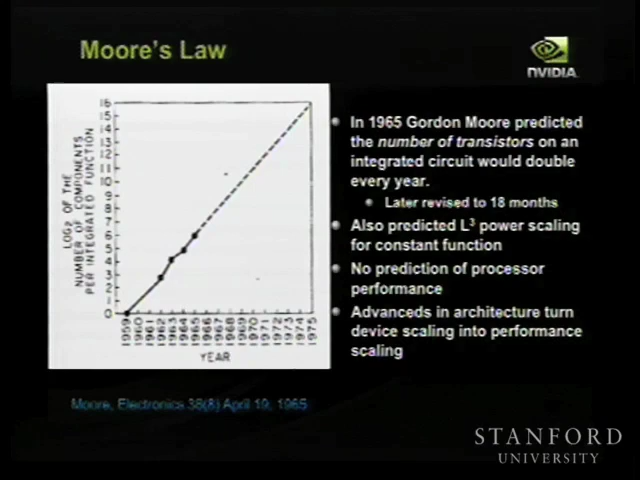 Moore's Law
NVIDIA
LOG2 OF THE
NUMBER OF COMPONENTS
PER INTEGRATED FUNCTION
16
15
14
13
12
11
10
9
8
7
6
5
4
3
2
1
0
1959
1960
1961
1962
1963
1964
1965
1966
1967
1968
1969
1970
1971
1972
1973
1974
1975
YEAR
In 1965 Gordon Moore predicted
the number of transistors on an
integrated circuit would double
every year.
Later revised to 18 months
Also predicted L³ power scaling
for constant function
No prediction of processor
performance
Advanceds in architecture turn
device scaling into performance
scaling
Moore, Electronics 38(8) April 19, 1965
STANFORD
UNIVERSITY